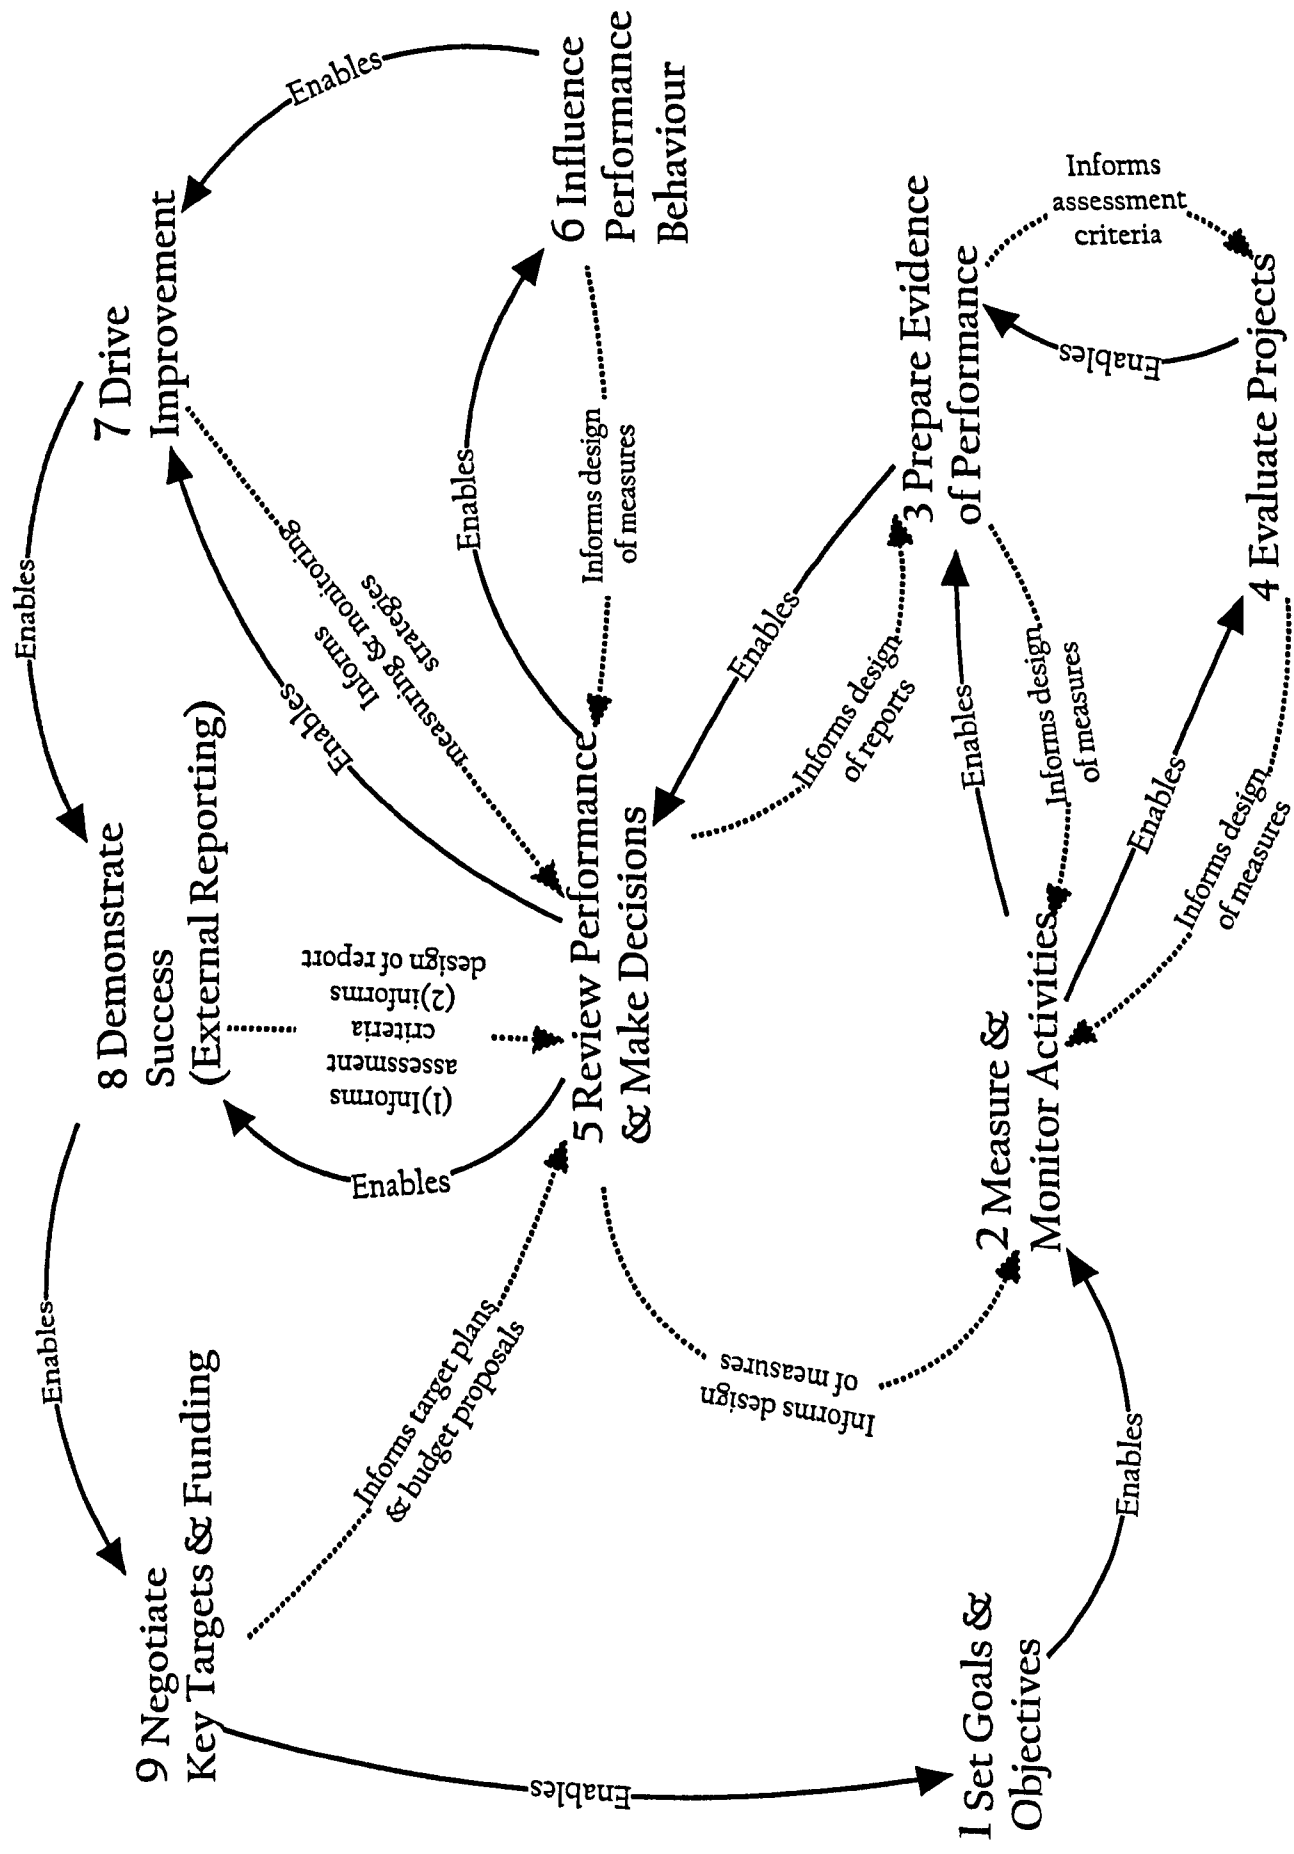 9 Negotiate
Key Targets & Funding
Enables
8 Demonstrate
Success
(External Reporting)
Enables
7 Drive
Improvement
Enables
6 Influence
Performance
Behaviour
Enables
(1)Informs
assessment
criteria
(2)informs
design of report
Enables
Informs
measuring & monitoring
strategies
Enables
Informs design
of measures
Informs target plans
& budget proposals
5 Review Performance
& Make Decisions
Enables
Informs design
of measures
Informs design
of reports
Enables
3 Prepare Evidence
of Performance
Enables
1 Set Goals &
Objectives
Enables
2 Measure &
Monitor Activities
Enables
Informs design
of measures
Enables
Informs design
of measures
Enables
Informs
assessment
criteria
4 Evaluate Projects